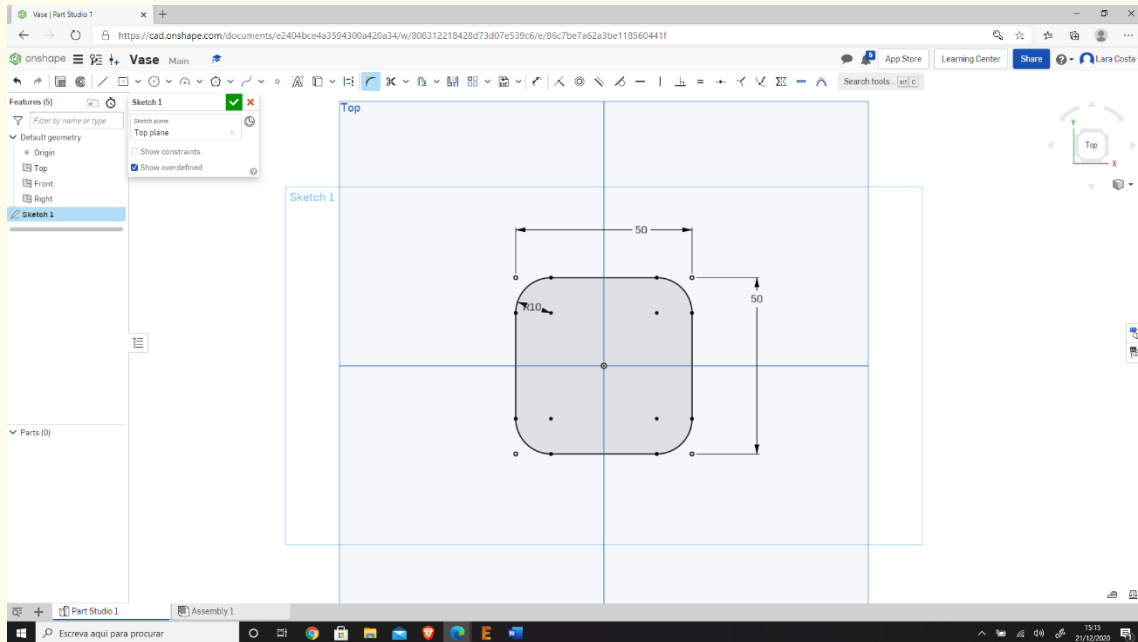 Vase | Part Studio 1
https://cad.onshape.com/documents/e2404bce4a3594300a420a34/w/808312218428d73d07e539c6/e/86c7be7a62a3be118560441f
onshape Vase Main 5 App Store Learning Center Share Lara Costa
Search tools... alt C
Features (5)
Filter by name or type
Default geometry
Origin
Top
Front
Right
Sketch 1
Sketch 1
Sketch plane
Top plane
Show constraints
Show overdefined
Top
Sketch 1
50
50
R10
Y
Top
X
Parts (0)
Part Studio 1 Assembly 1
Escreva aqui para procurar
15:15
21/12/2020